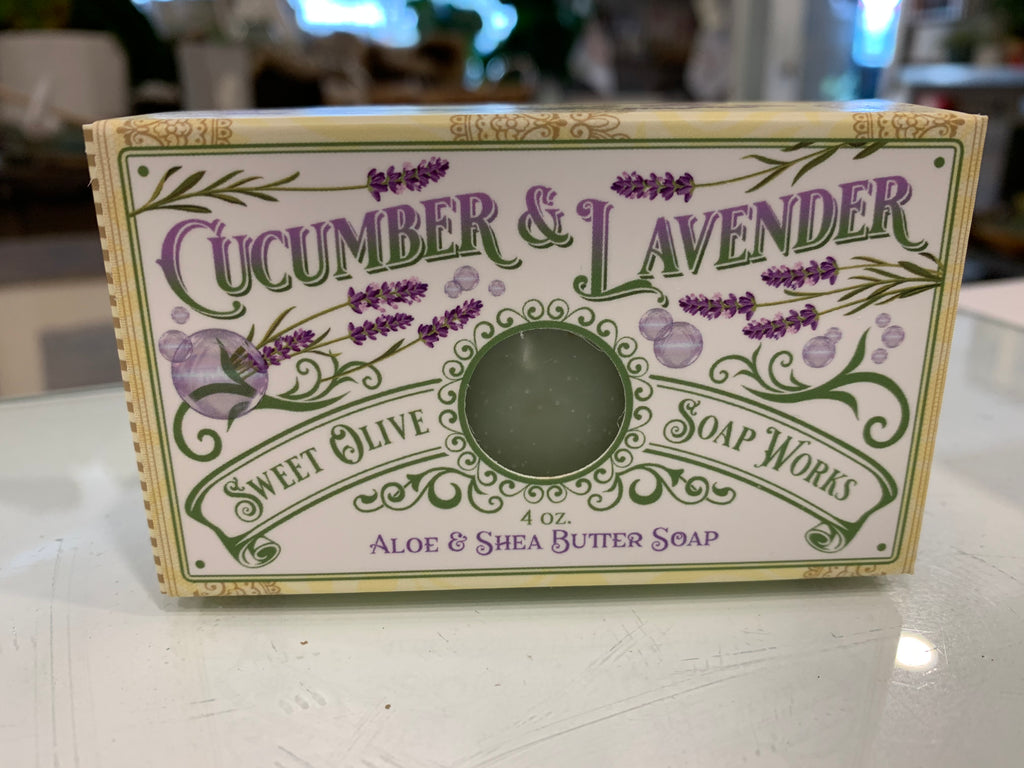 Cucumber & Lavender
Sweet Olive Soap Works
4 oz.
Aloe & Shea Butter Soap